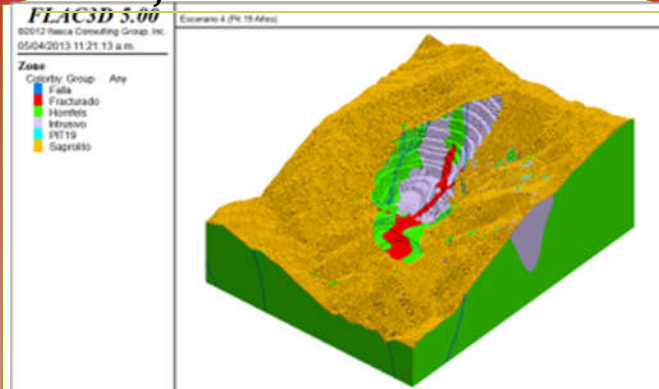 FLAC3D 5.00
©2012 Itasca Consulting Group, Inc.
05/04/2013 11:21:13 a.m.
Zone
Colorby: Group Any
Falla
Fracturado
Hornfels
Intrusivo
PIT19
Saprolito
Escenario 4 (Pit 19 Años)